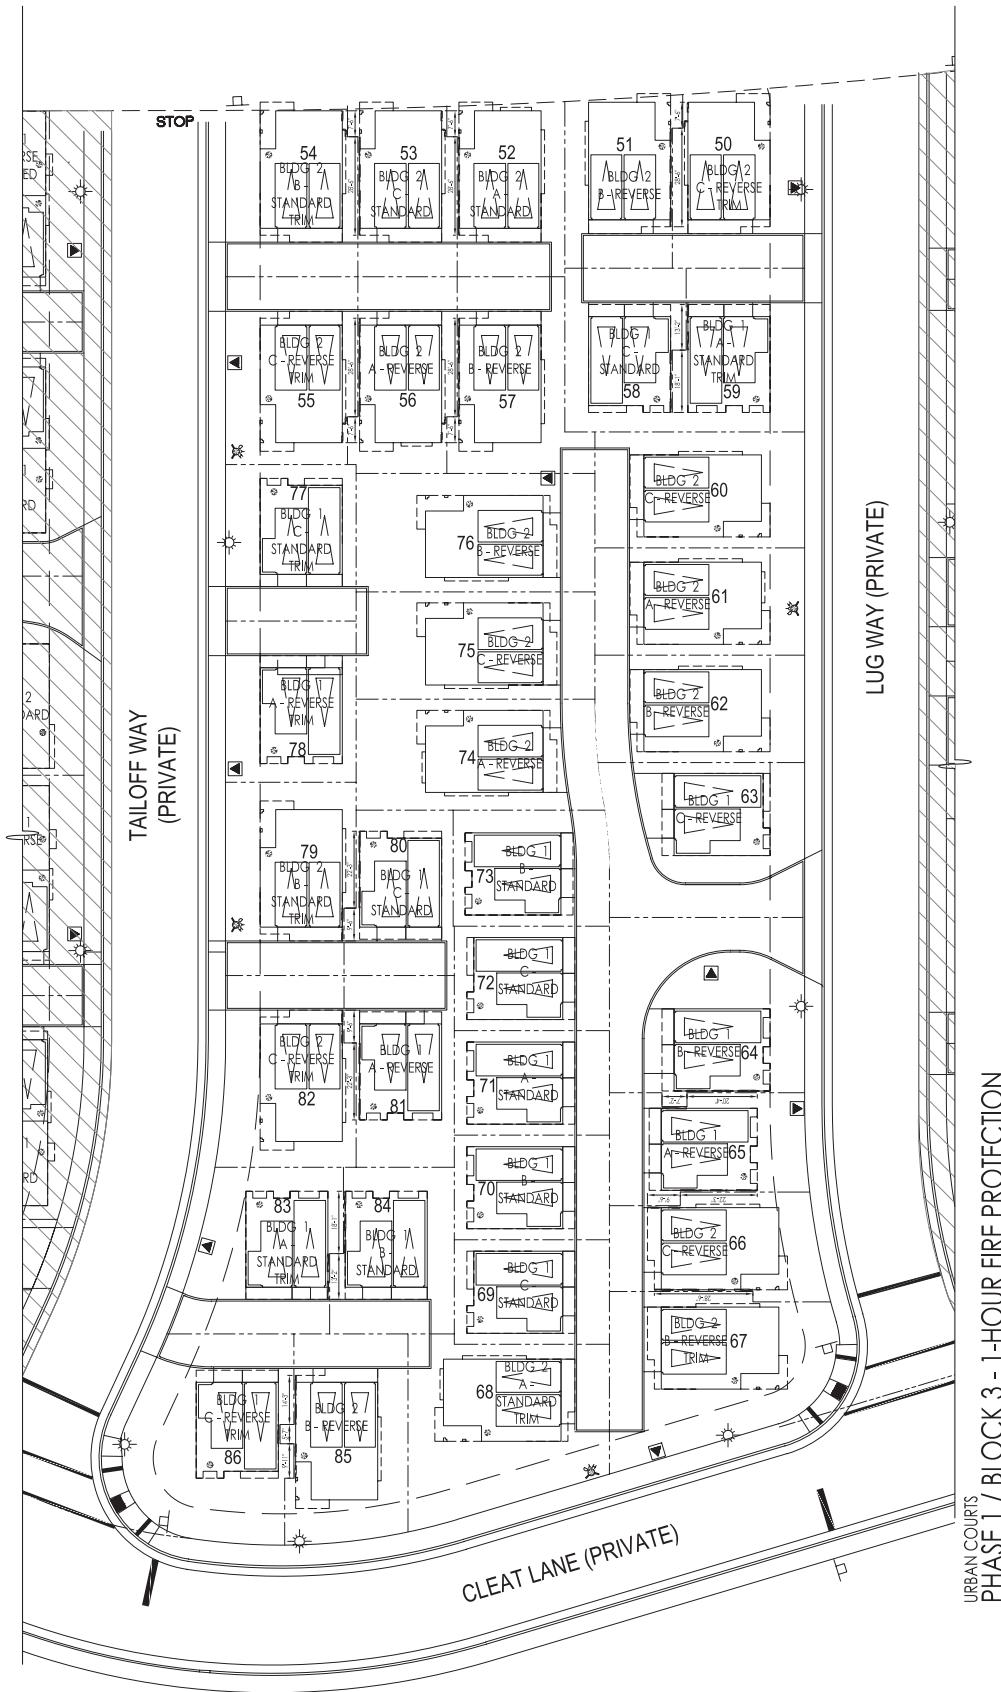 STOP
54
BLDG 2
B -
STANDARD
TRIM
53
BLDG 2
C -
STANDARD
52
BLDG 2
A -
STANDARD
51
BLDG 2
B - REVERSE
50
BLDG 2
C - REVERSE
TRIM
BLDG 2
C - REVERSE
TRIM
55
BLDG 2
A - REVERSE
56
BLDG 2
B - REVERSE
57
BLDG 1
C -
STANDARD
58
BLDG 1
A -
STANDARD
TRIM
59
BLDG 2
C - REVERSE
60
BLDG 2
A - REVERSE
61
BLDG 2
B - REVERSE
62
BLDG 1
C - REVERSE
63
77
BLDG 1
C -
STANDARD
TRIM
76
BLDG 2
B - REVERSE
75
BLDG 2
C - REVERSE
74
BLDG 2
A - REVERSE
BLDG 1
A - REVERSE
TRIM
78
79
BLDG 2
B -
STANDARD
TRIM
80
BLDG 1
C -
STANDARD
73
BLDG 1
B -
STANDARD
72
BLDG 1
C -
STANDARD
71
BLDG 1
A -
STANDARD
70
BLDG 1
B -
STANDARD
69
BLDG 1
C -
STANDARD
68
BLDG 2
A -
STANDARD
TRIM
BLDG 2
C - REVERSE
TRIM
82
BLDG 1
A - REVERSE
81
83
BLDG 1
A -
STANDARD
TRIM
84
BLDG 1
B -
STANDARD
BLDG 1
C - REVERSE
TRIM
86
BLDG 2
B - REVERSE
85
BLDG 1
B - REVERSE
64
BLDG 1
A - REVERSE
65
BLDG 2
C - REVERSE
66
BLDG 2
B - REVERSE
TRIM
67
TAILOFF WAY
(PRIVATE)
LUG WAY (PRIVATE)
CLEAT LANE (PRIVATE)
URBAN COURTS
PHASE 1 / BLOCK 3 - 1-HOUR FIRE PROTECTION